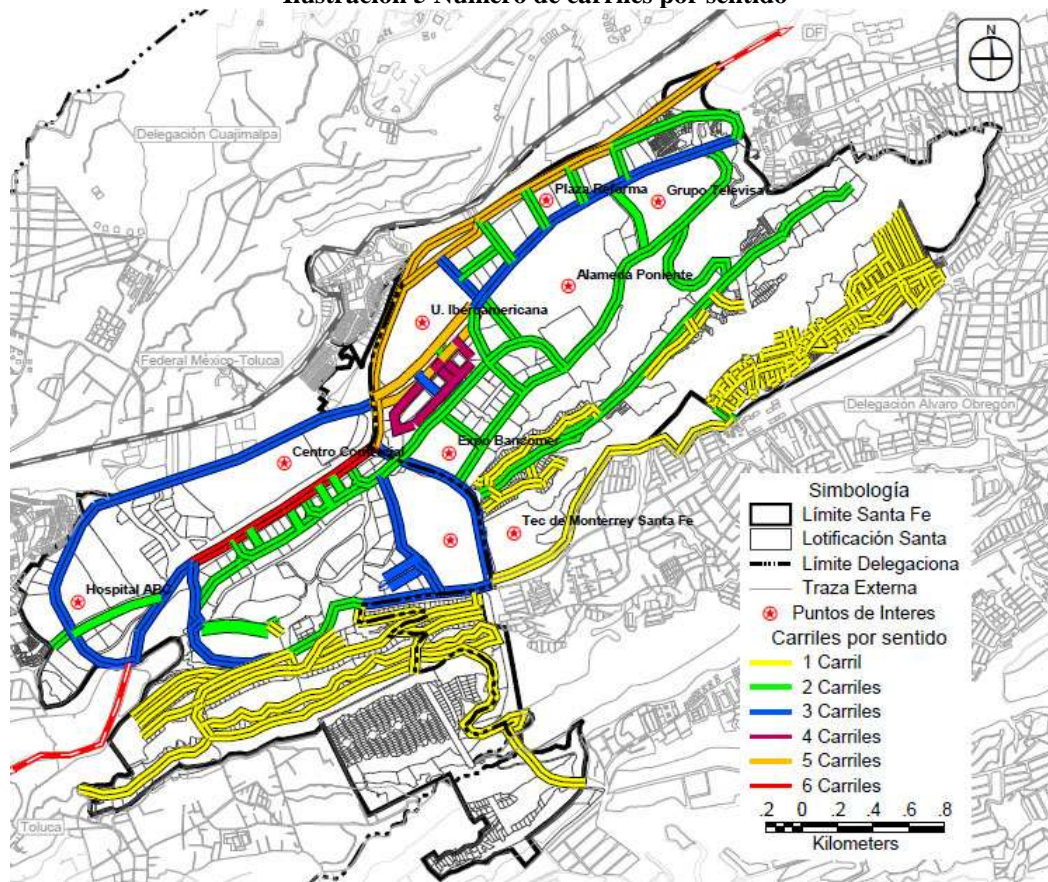 Ilustración 5 Número de carriles por sentido
N
DF
Delegación Cuajimalpa
Plaza Reforma
Grupo Televisa
Alameda Poniente
U. Iberoamericana
Federal México-Toluca
Delegación Alvaro Obregón
Expo Bancomer
Centro Comercial
Tec de Monterrey Santa Fe
Hospital ABC
Toluca
Simbología
Límite Santa Fe
Lotificación Santa
Límite Delegaciona
Traza Externa
Puntos de Interes
Carriles por sentido
1 Carril
2 Carriles
3 Carriles
4 Carriles
5 Carriles
6 Carriles
.2 0 .2 .4 .6 .8
Kilometers